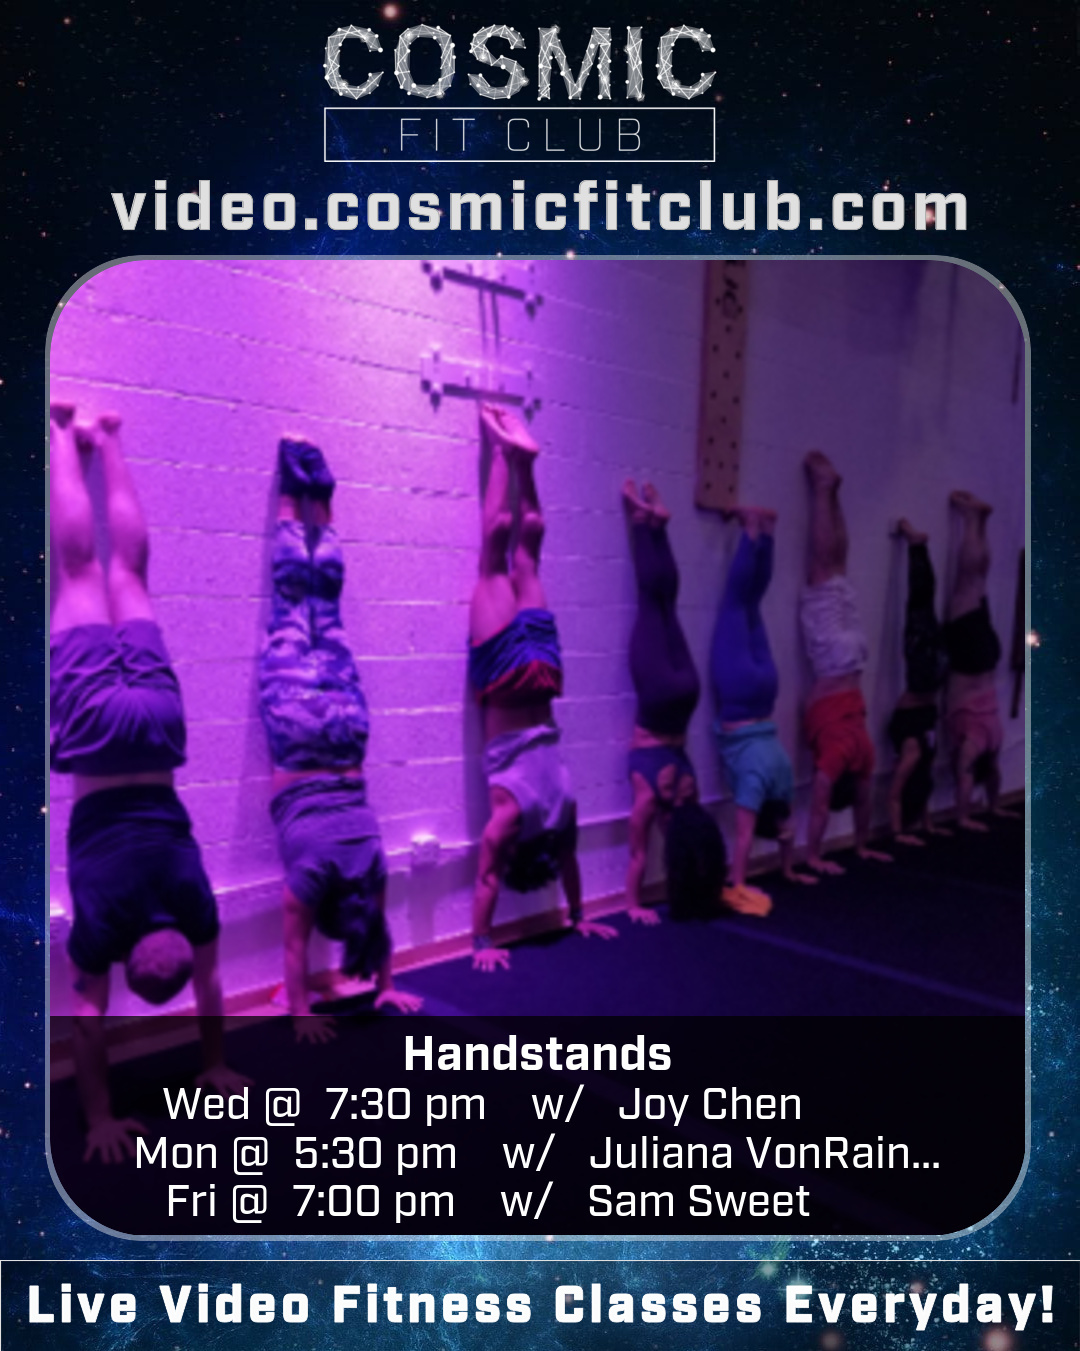 COSMIC
FIT CLUB
video.cosmicfitclub.com
Handstands
Wed @ 7:30 pm w/ Joy Chen
Mon @ 5:30 pm w/ Juliana VonRain...
Fri @ 7:00 pm w/ Sam Sweet
Live Video Fitness Classes Everyday!